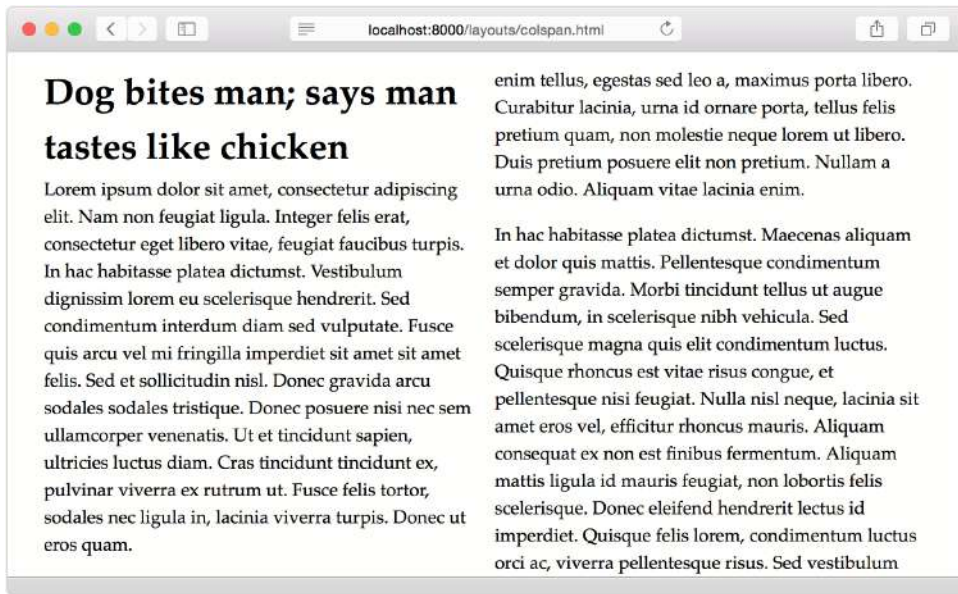 localhost:8000/layouts/colspan.html
Dog bites man; says man
tastes like chicken
Lorem ipsum dolor sit amet, consectetur adipiscing
elit. Nam non feugiat ligula. Integer felis erat,
consectetur eget libero vitae, feugiat faucibus turpis.
In hac habitasse platea dictumst. Vestibulum
dignissim lorem eu scelerisque hendrerit. Sed
condimentum interdum diam sed vulputate. Fusce
quis arcu vel mi fringilla imperdiet sit amet sit amet
felis. Sed et sollicitudin nisl. Donec gravida arcu
sodales sodales tristique. Donec posuere nisi nec sem
ullamcorper venenatis. Ut et tincidunt sapien,
ultricies luctus diam. Cras tincidunt tincidunt ex,
pulvinar viverra ex rutrum ut. Fusce felis tortor,
sodales nec ligula in, lacinia viverra turpis. Donec ut
eros quam.
enim tellus, egestas sed leo a, maximus porta libero.
Curabitur lacinia, urna id ornare porta, tellus felis
pretium quam, non molestie neque lorem ut libero.
Duis pretium posuere elit non pretium. Nullam a
urna odio. Aliquam vitae lacinia enim.
In hac habitasse platea dictumst. Maecenas aliquam
et dolor quis mattis. Pellentesque condimentum
semper gravida. Morbi tincidunt tellus ut augue
bibendum, in scelerisque nibh vehicula. Sed
scelerisque magna quis elit condimentum luctus.
Quisque rhoncus est vitae risus congue, et
pellentesque nisi feugiat. Nulla nisl neque, lacinia sit
amet eros vel, efficitur rhoncus mauris. Aliquam
consequat ex non est finibus fermentum. Aliquam
mattis ligula id mauris feugiat, non lobortis felis
scelerisque. Donec eleifend hendrerit lectus id
imperdiet. Quisque felis lorem, condimentum luctus
orci ac, viverra pellentesque risus. Sed vestibulum